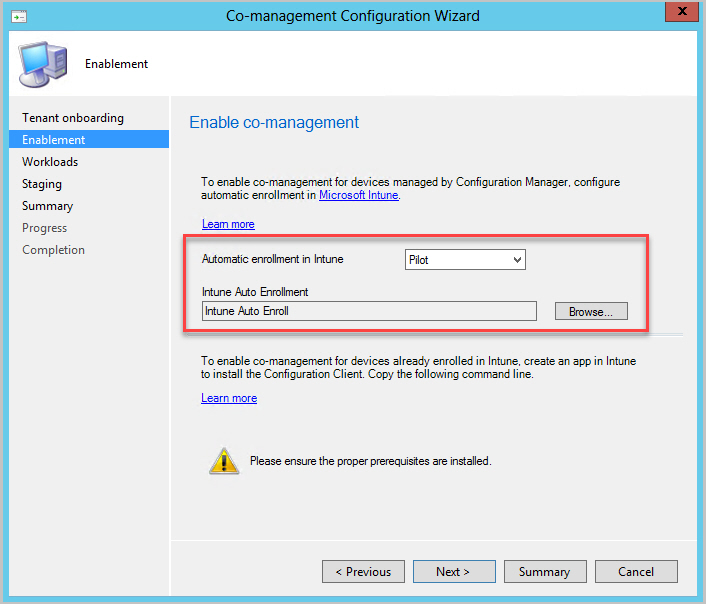 Co-management Configuration Wizard
x
Enablement
Tenant onboarding
Enablement
Workloads
Staging
Summary
Progress
Completion
Enable co-management
To enable co-management for devices managed by Configuration Manager, configure
automatic enrollment in Microsoft Intune.
Learn more
Automatic enrollment in Intune
Pilot
Intune Auto Enrollment
Intune Auto Enroll
Browse...
To enable co-management for devices already enrolled in Intune, create an app in Intune
to install the Configuration Client. Copy the following command line.
Learn more
Please ensure the proper prerequisites are installed.
< Previous
Next >
Summary
Cancel